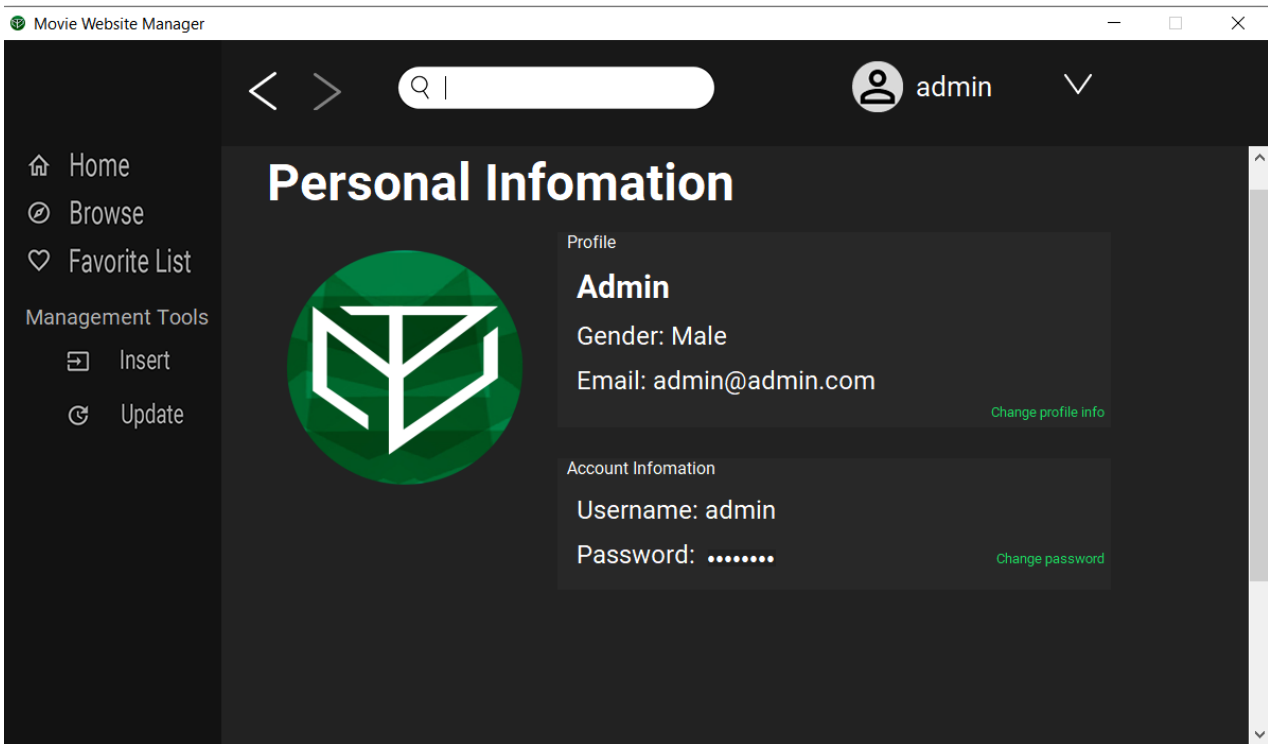 Movie Website Manager
admin
Home
Browse
Favorite List
Management Tools
Insert
Update
Personal Infomation
Profile
Admin
Gender: Male
Email: admin@admin.com
Change profile info
Account Infomation
Username: admin
Password: ••••••••
Change password